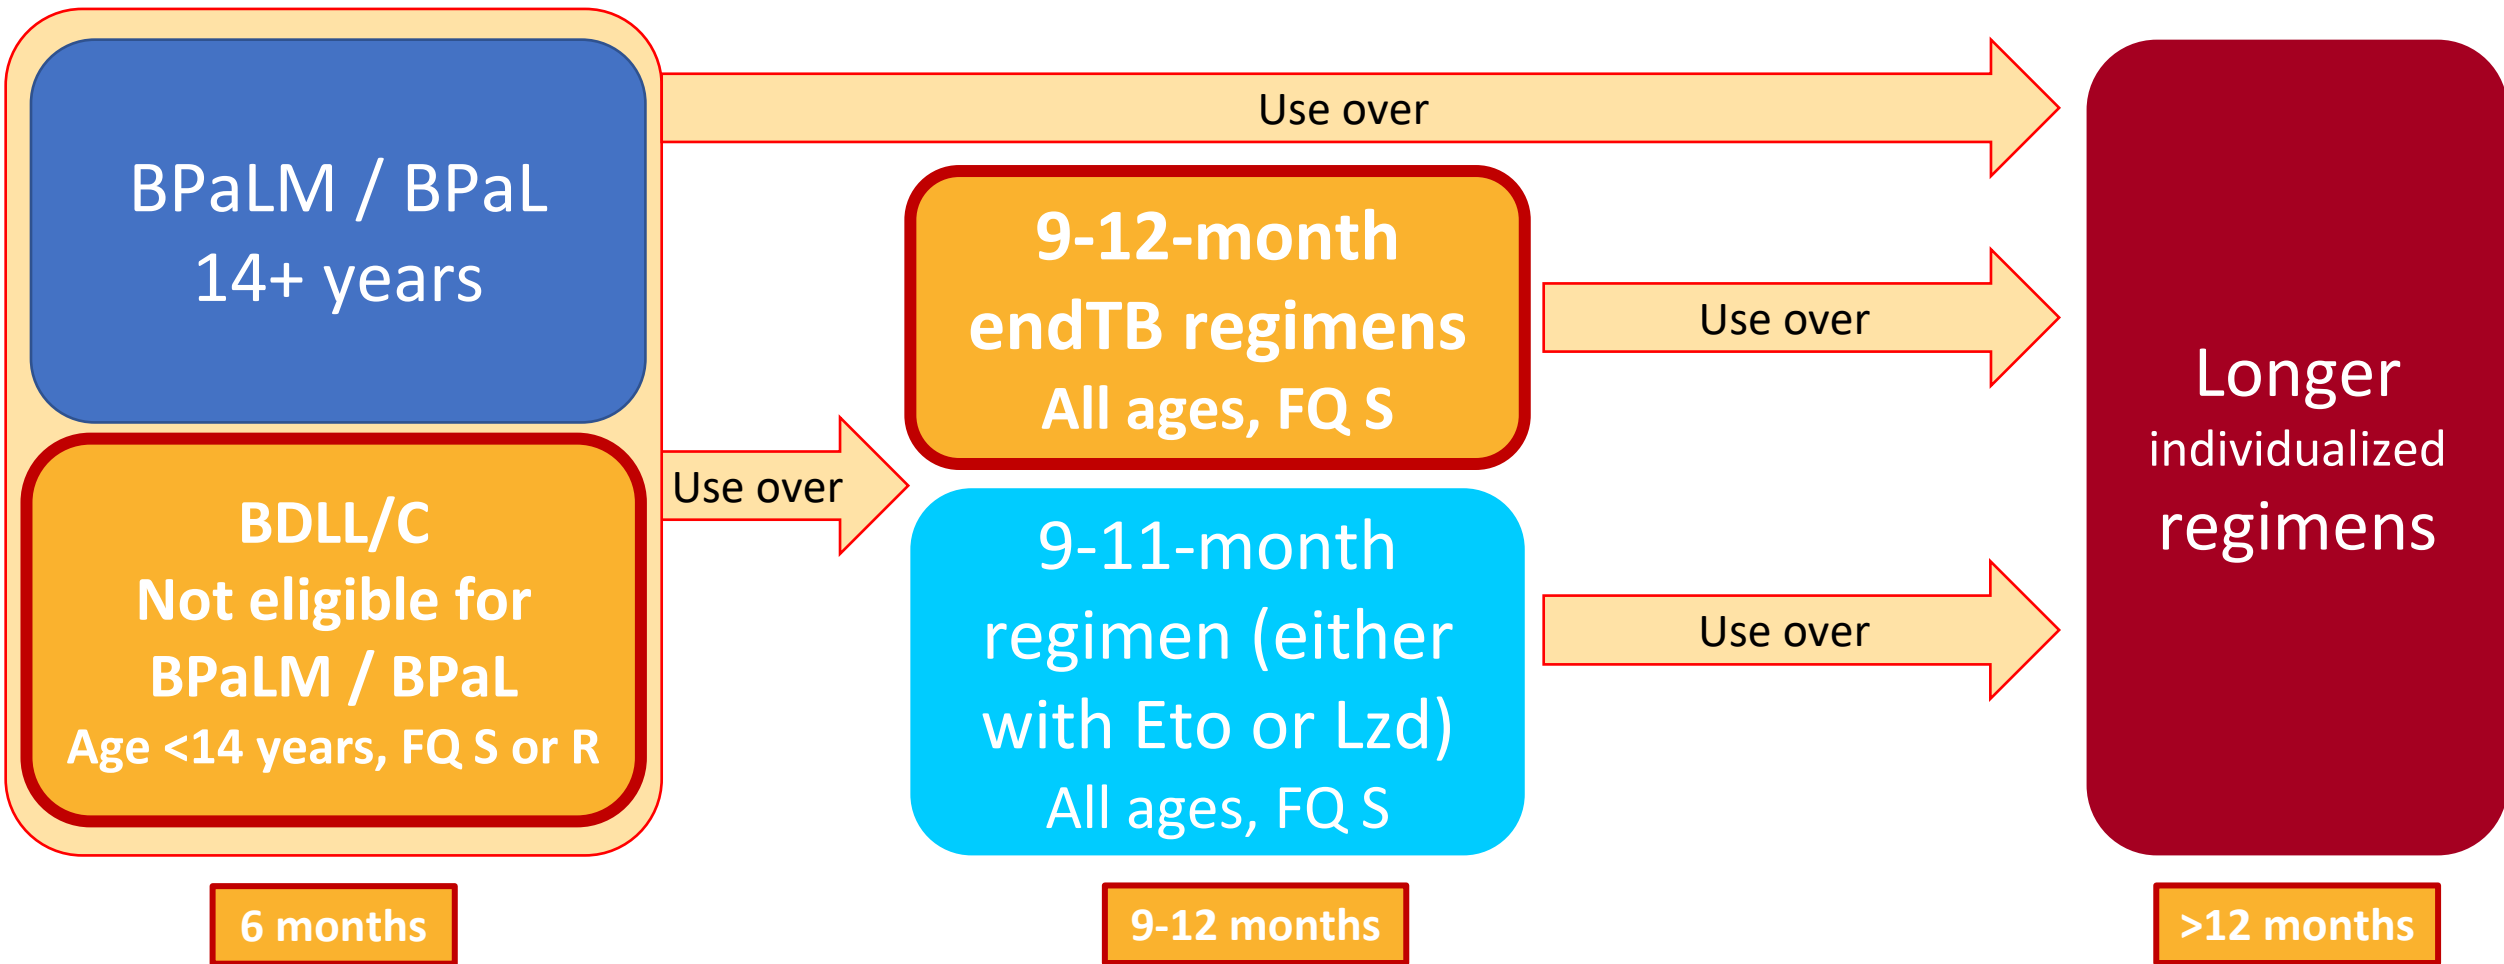 BPaLM / BPaL
14+ years
BDLL/C
Not eligible for
BPaLM / BPaL
Age <14 years, FQ S or R
6 months
Use over
Use over
9-12-month
endTB regimens
All ages, FQ S
9-11-month
regimen (either
with Eto or Lzd)
All ages, FQ S
9-12 months
Use over
Use over
Longer
individualized
regimens
>12 months